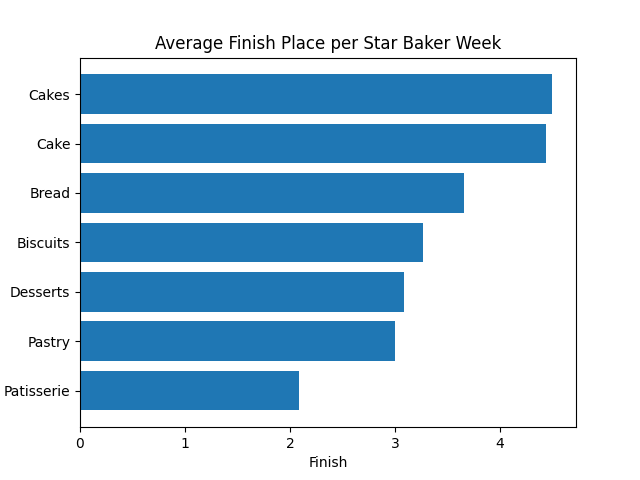 Average Finish Place per Star Baker Week
Cakes
Cake
Bread
Biscuits
Desserts
Pastry
Patisserie
0 1 2 3 4
Finish